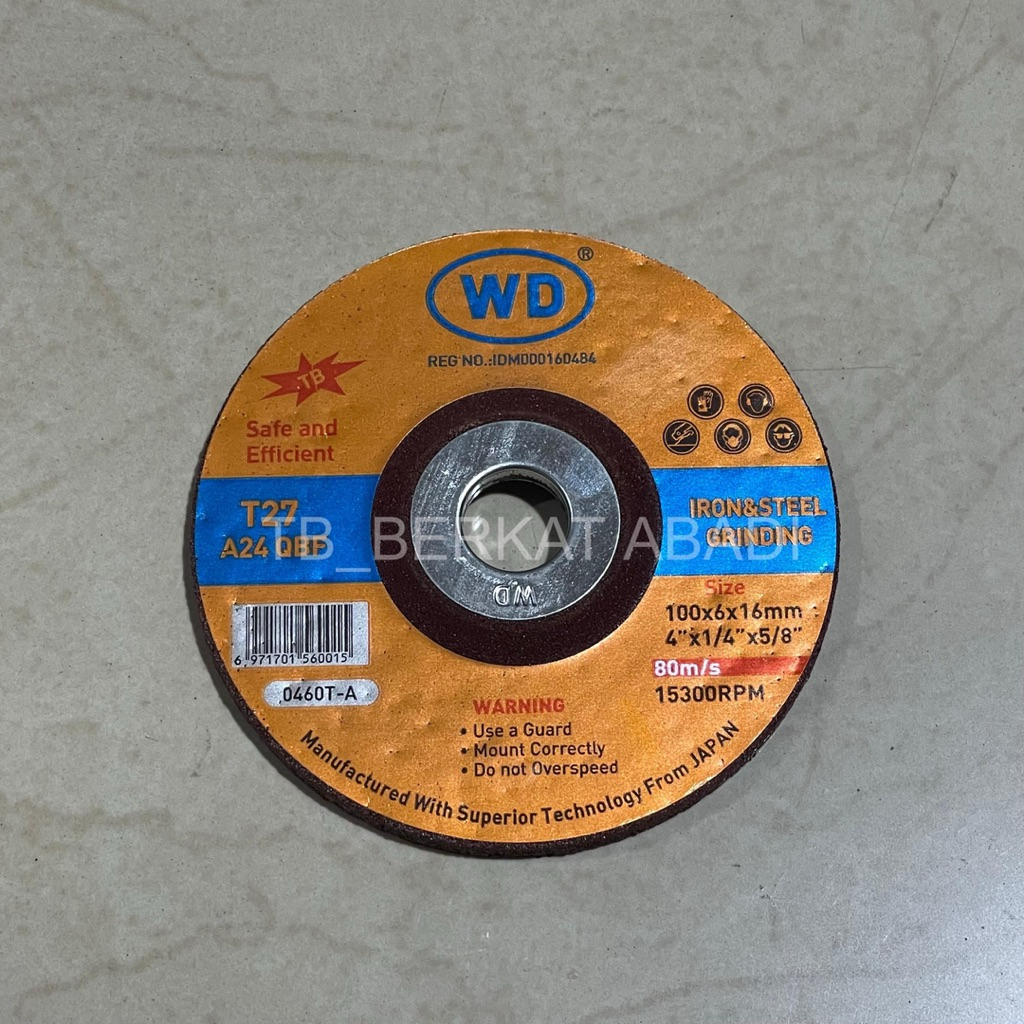 WD®
REG NO.:IDM000160484
TB
Safe and
Efficient
T27
A24 QBF
IRON&STEEL
GRINDING
TB_BERKAT ABADI
WD
Size
100x6x16mm
4"x1/4"x5/8"
80m/s
15300RPM
6 971701 560015
0460T-A
WARNING
• Use a Guard
• Mount Correctly
• Do not Overspeed
Manufactured With Superior Technology From JAPAN